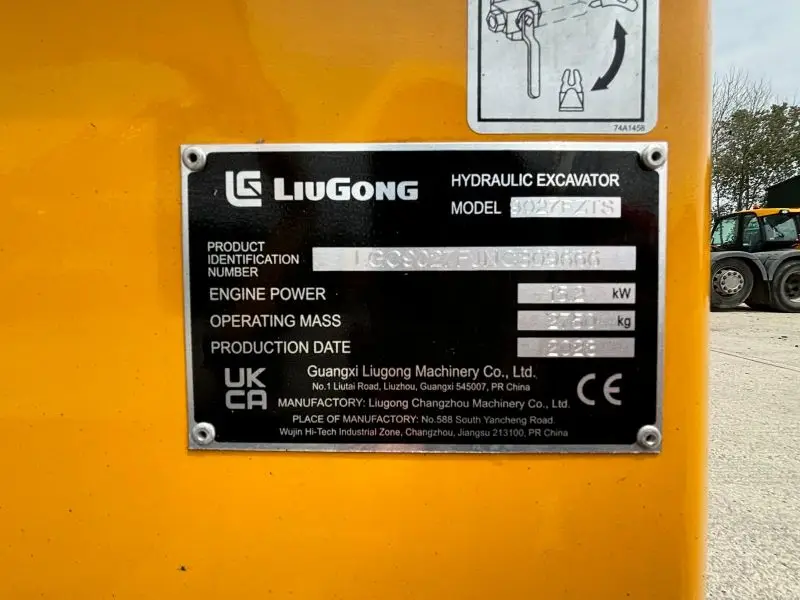 74A1458
LIUGONG
HYDRAULIC EXCAVATOR
MODEL 9027FZTS
PRODUCT
IDENTIFICATION
NUMBER
ENGINE POWER 15.2 kW
OPERATING MASS kg
PRODUCTION DATE
Guangxi Liugong Machinery Co., Ltd.
No.1 Liutai Road, Liuzhou, Guangxi 545007, PR China
MANUFACTORY: Liugong Changzhou Machinery Co., Ltd.
PLACE OF MANUFACTORY: No.588 South Yancheng Road.
Wujin Hi-Tech Industrial Zone, Changzhou, Jiangsu 213100, PR China
UK
CA
CE